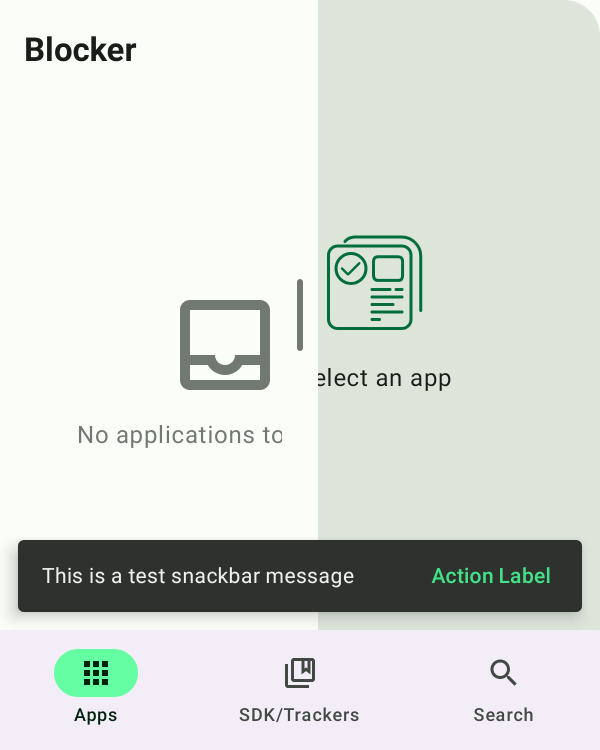 Blocker
No applications to
elect an app
This is a test snackbar message
Action Label
Apps
SDK/Trackers
Search